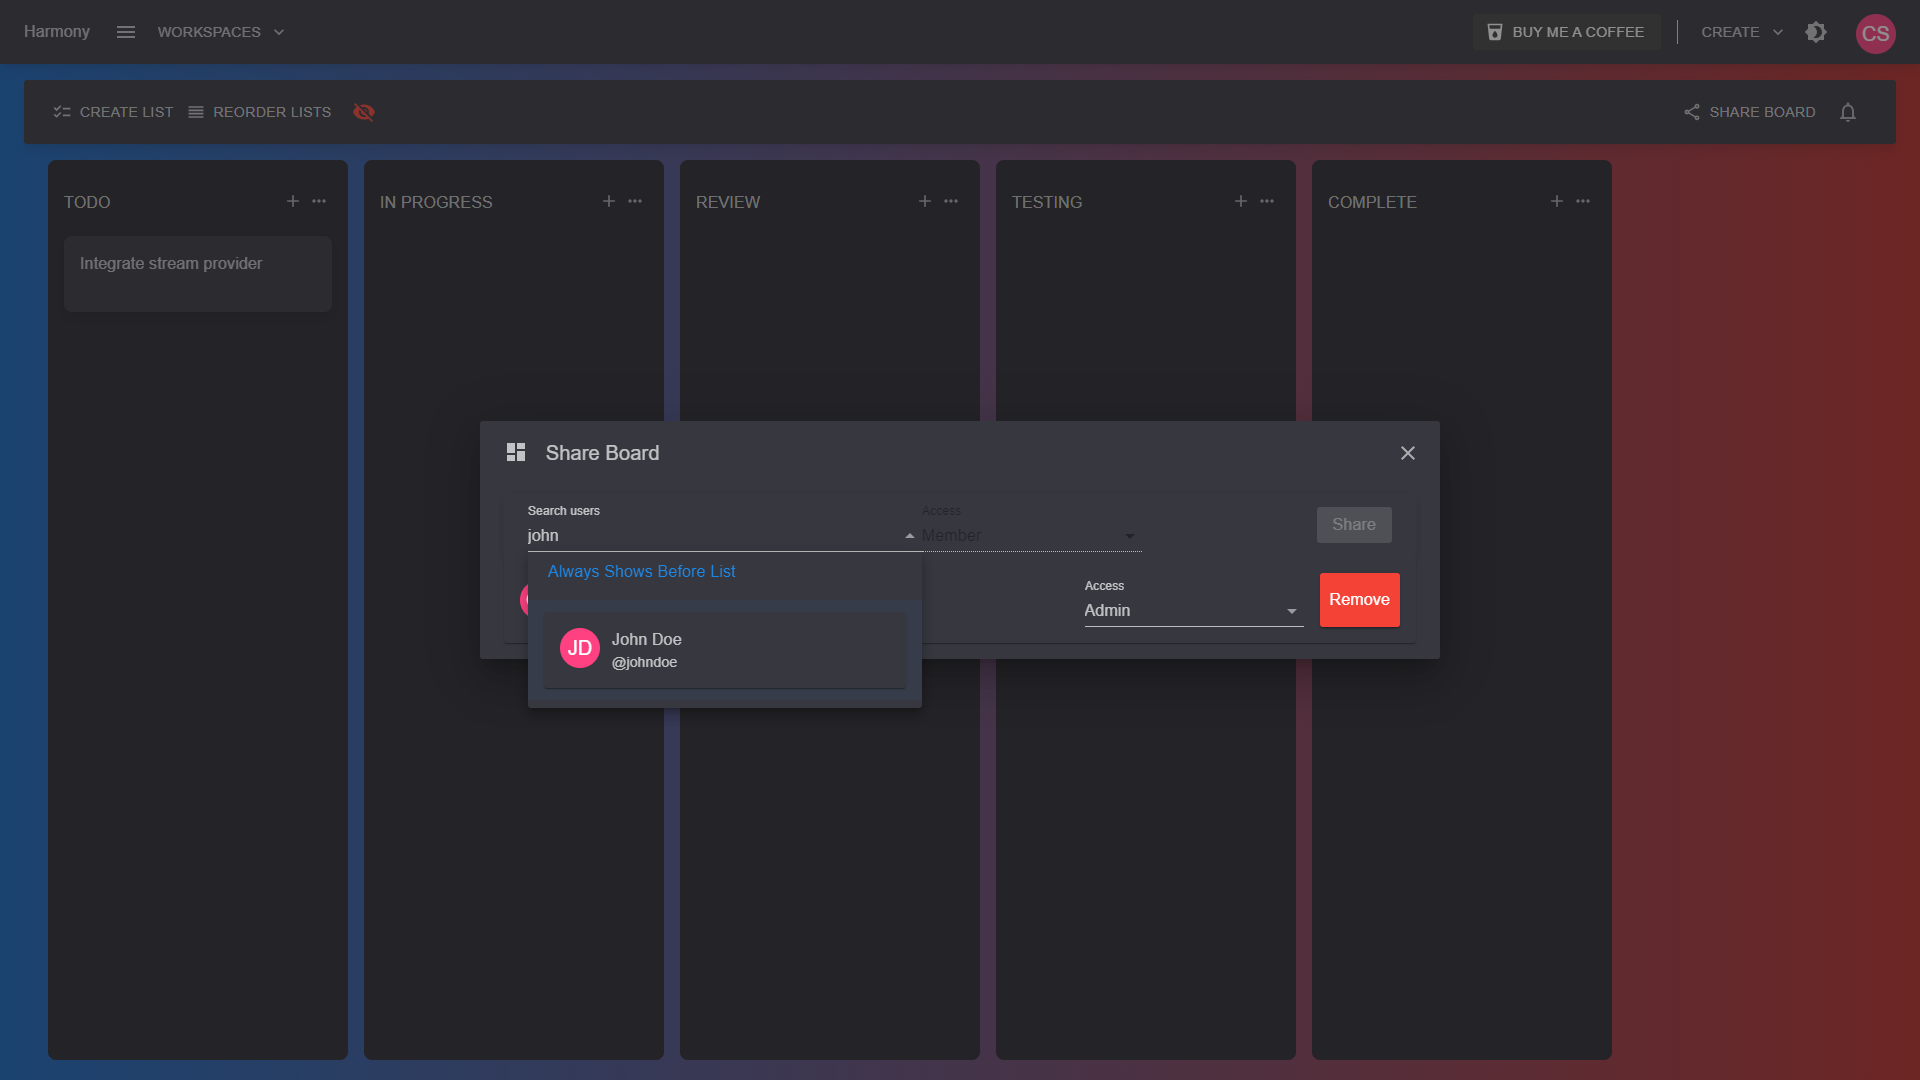 Harmony
WORKSPACES
BUY ME A COFFEE
CREATE
CS
CREATE LIST
REORDER LISTS
SHARE BOARD
TODO
IN PROGRESS
REVIEW
TESTING
COMPLETE
Integrate stream provider
Share Board
Search users
Access
john
Member
Share
Always Shows Before List
Access
Admin
Remove
JD
John Doe
@johndoe